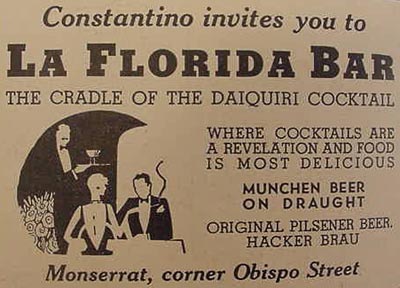 Constantino invites you to
LA FLORIDA BAR
THE CRADLE OF THE DAIQUIRI COCKTAIL
WHERE COCKTAILS ARE
A REVELATION AND FOOD
IS MOST DELICIOUS
MUNCHEN BEER
ON DRAUGHT
ORIGINAL PILSENER BEER.
HACKER BRAU
Monserrat, corner Obispo Street